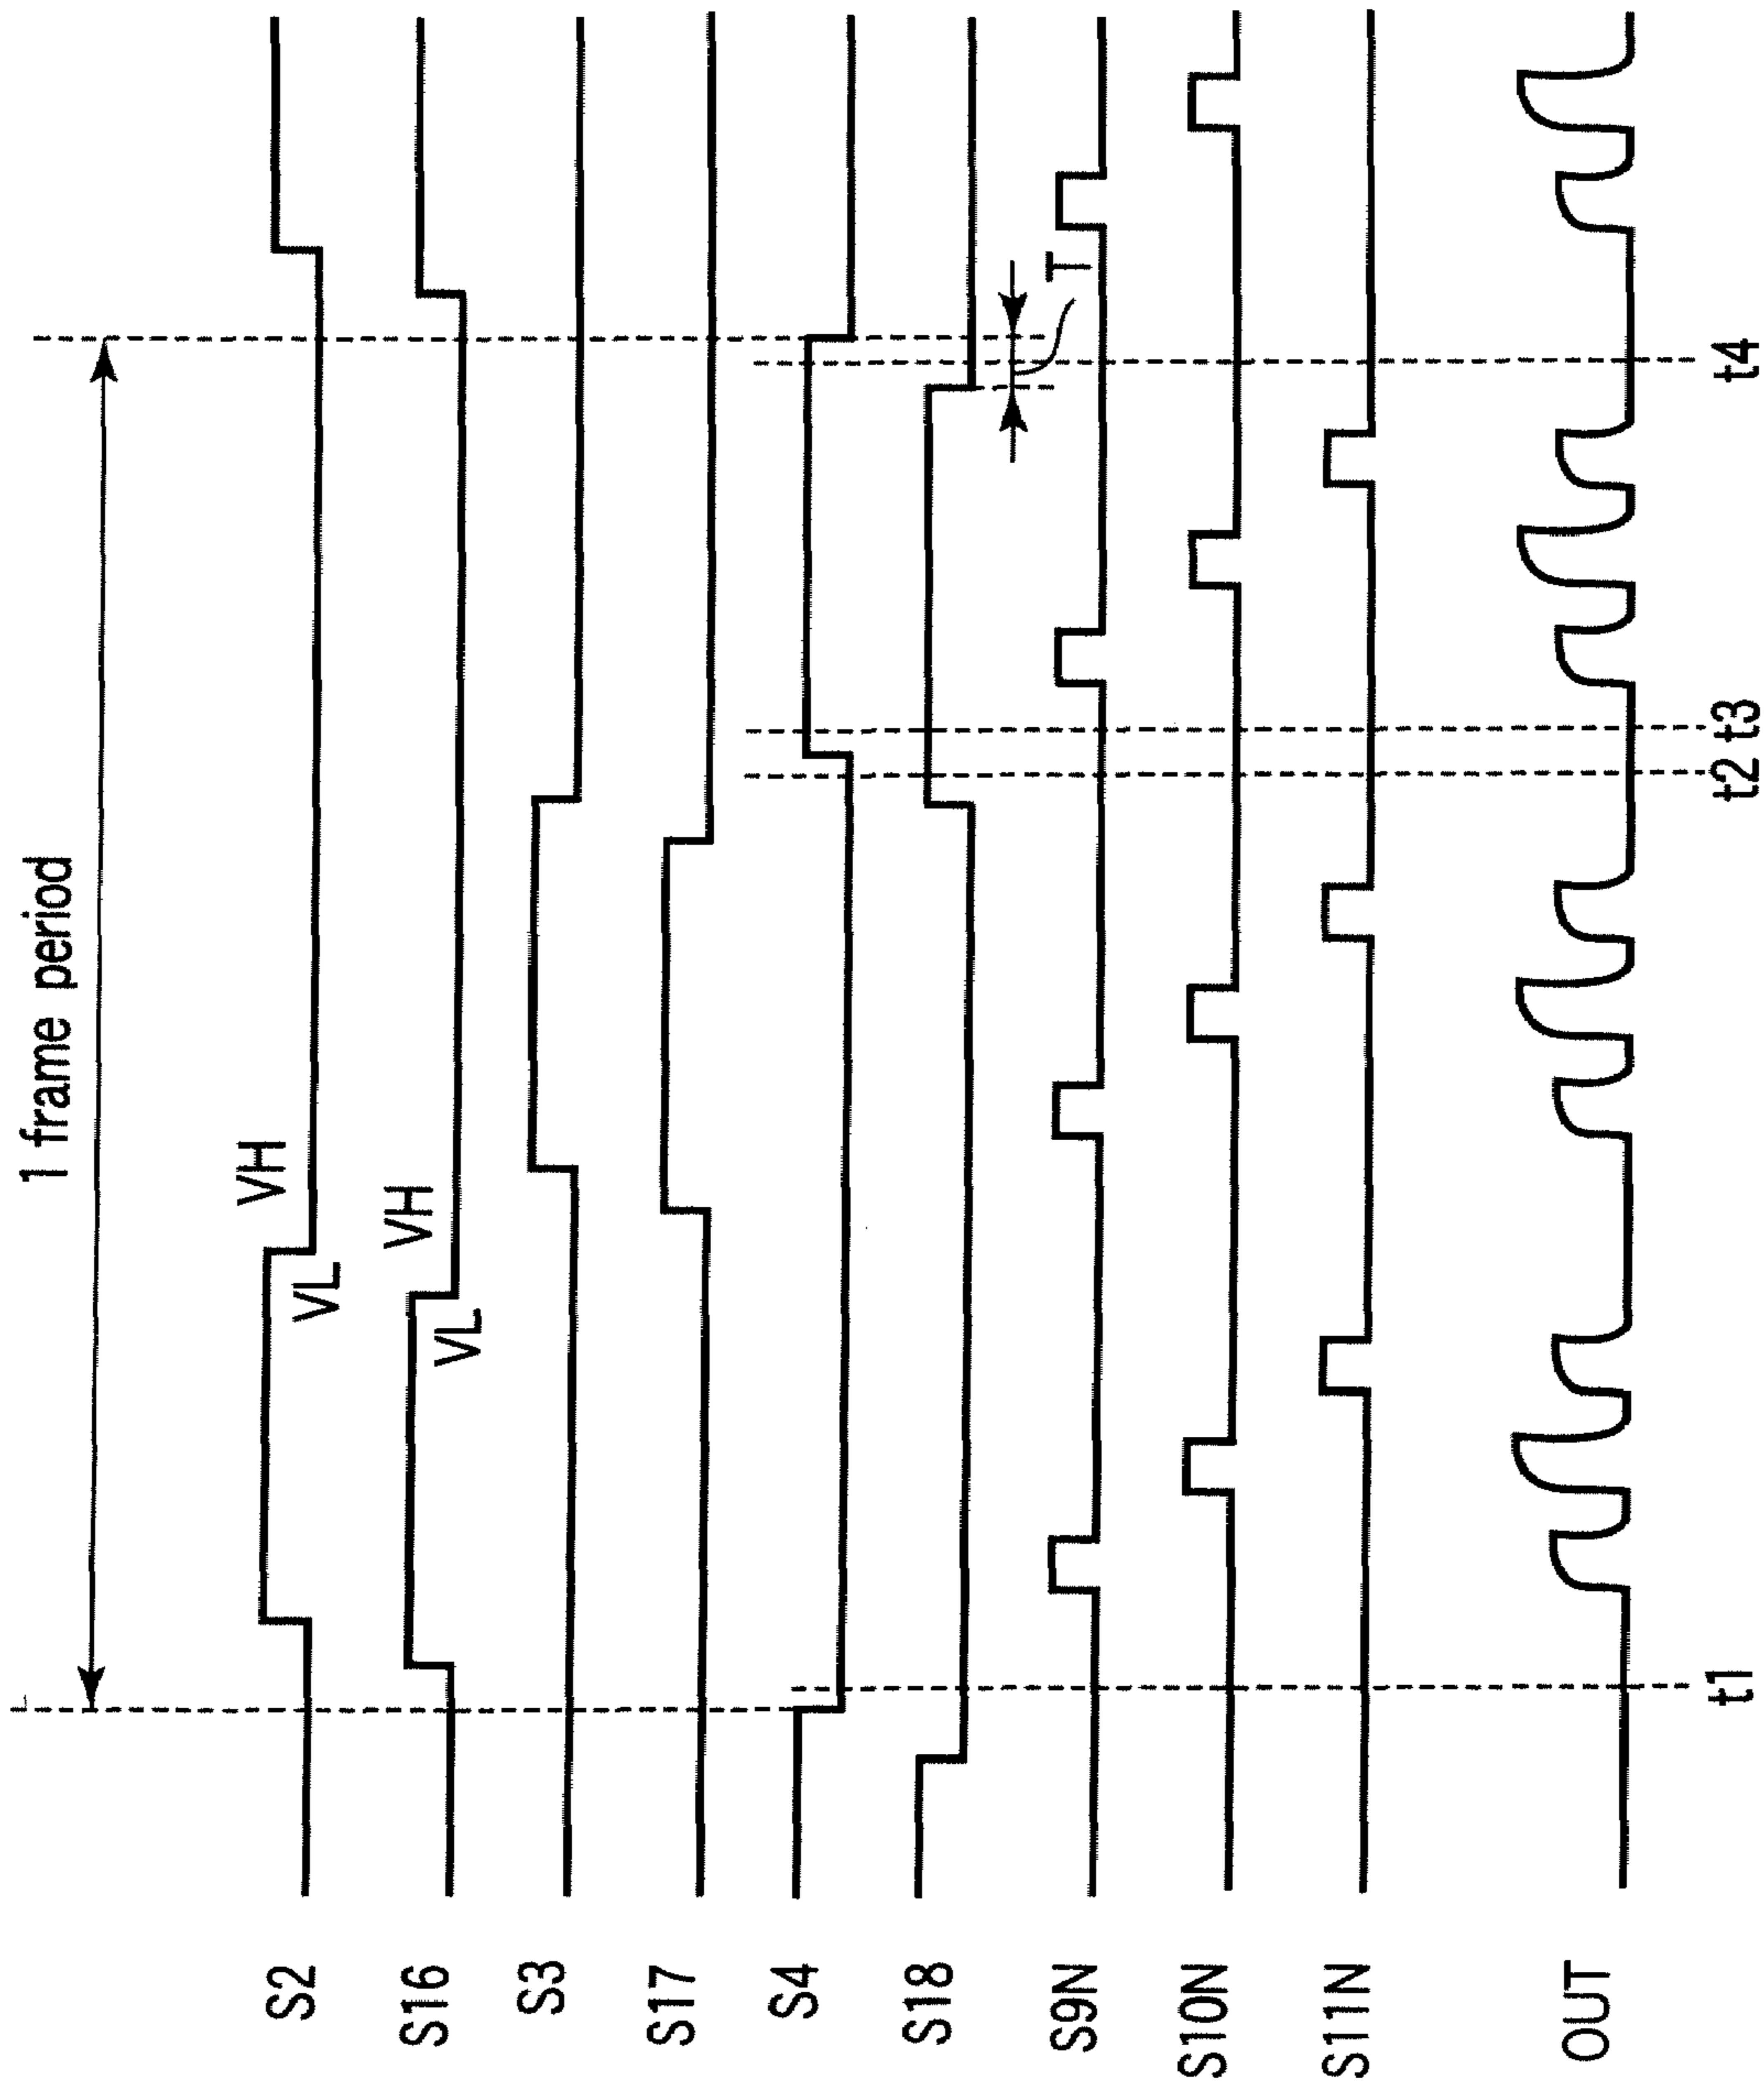 1 frame period
S2
VL
VH
S16
VL
VH
S3
S17
S4
S18
T
S9N
S10N
S11N
OUT
t1
t2
t3
t4